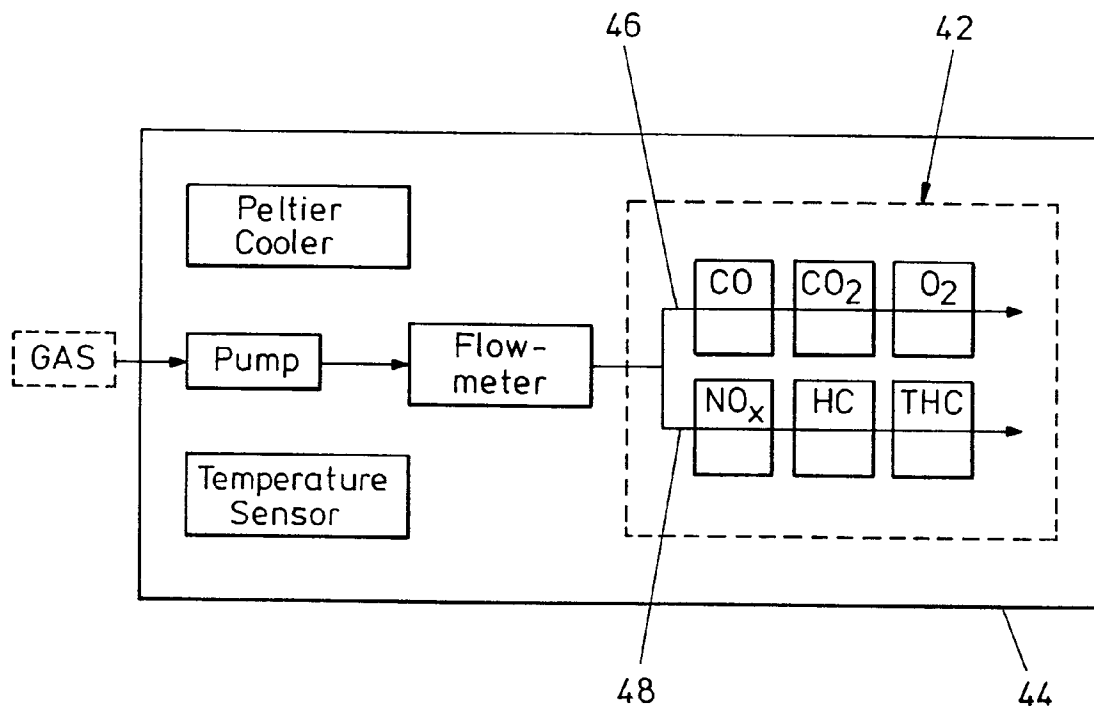 46
42
Peltier
Cooler
CO
CO₂
O₂
GAS
Pump
Flow-
meter
NOₓ
HC
THC
Temperature
Sensor
48
44